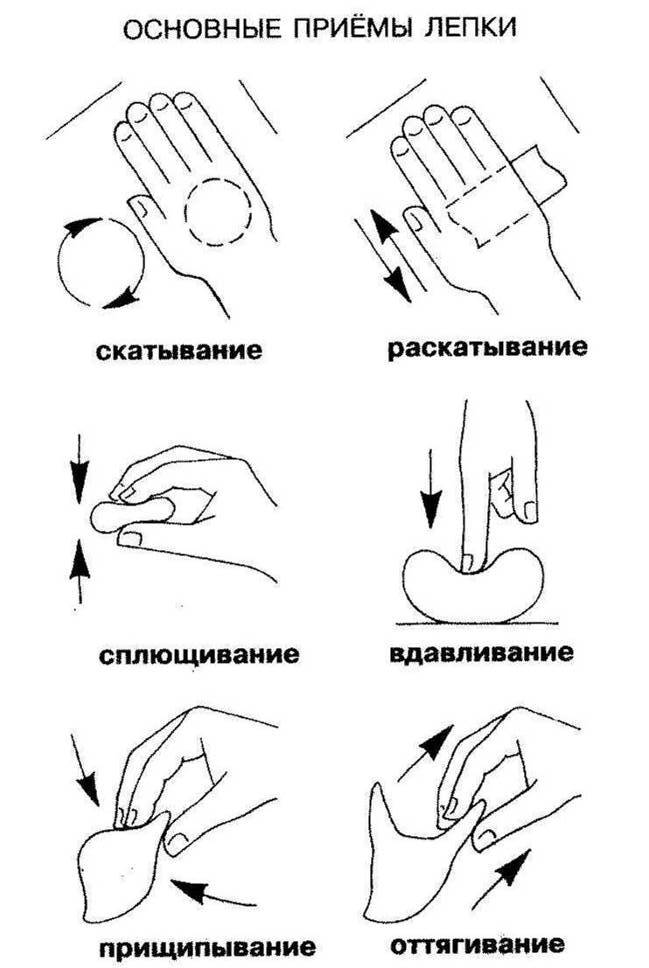 ОСНОВНЫЕ ПРИЁМЫ ЛЕПКИ
скатывание
раскатывание
сплющивание
вдавливание
прищипывание
оттягивание